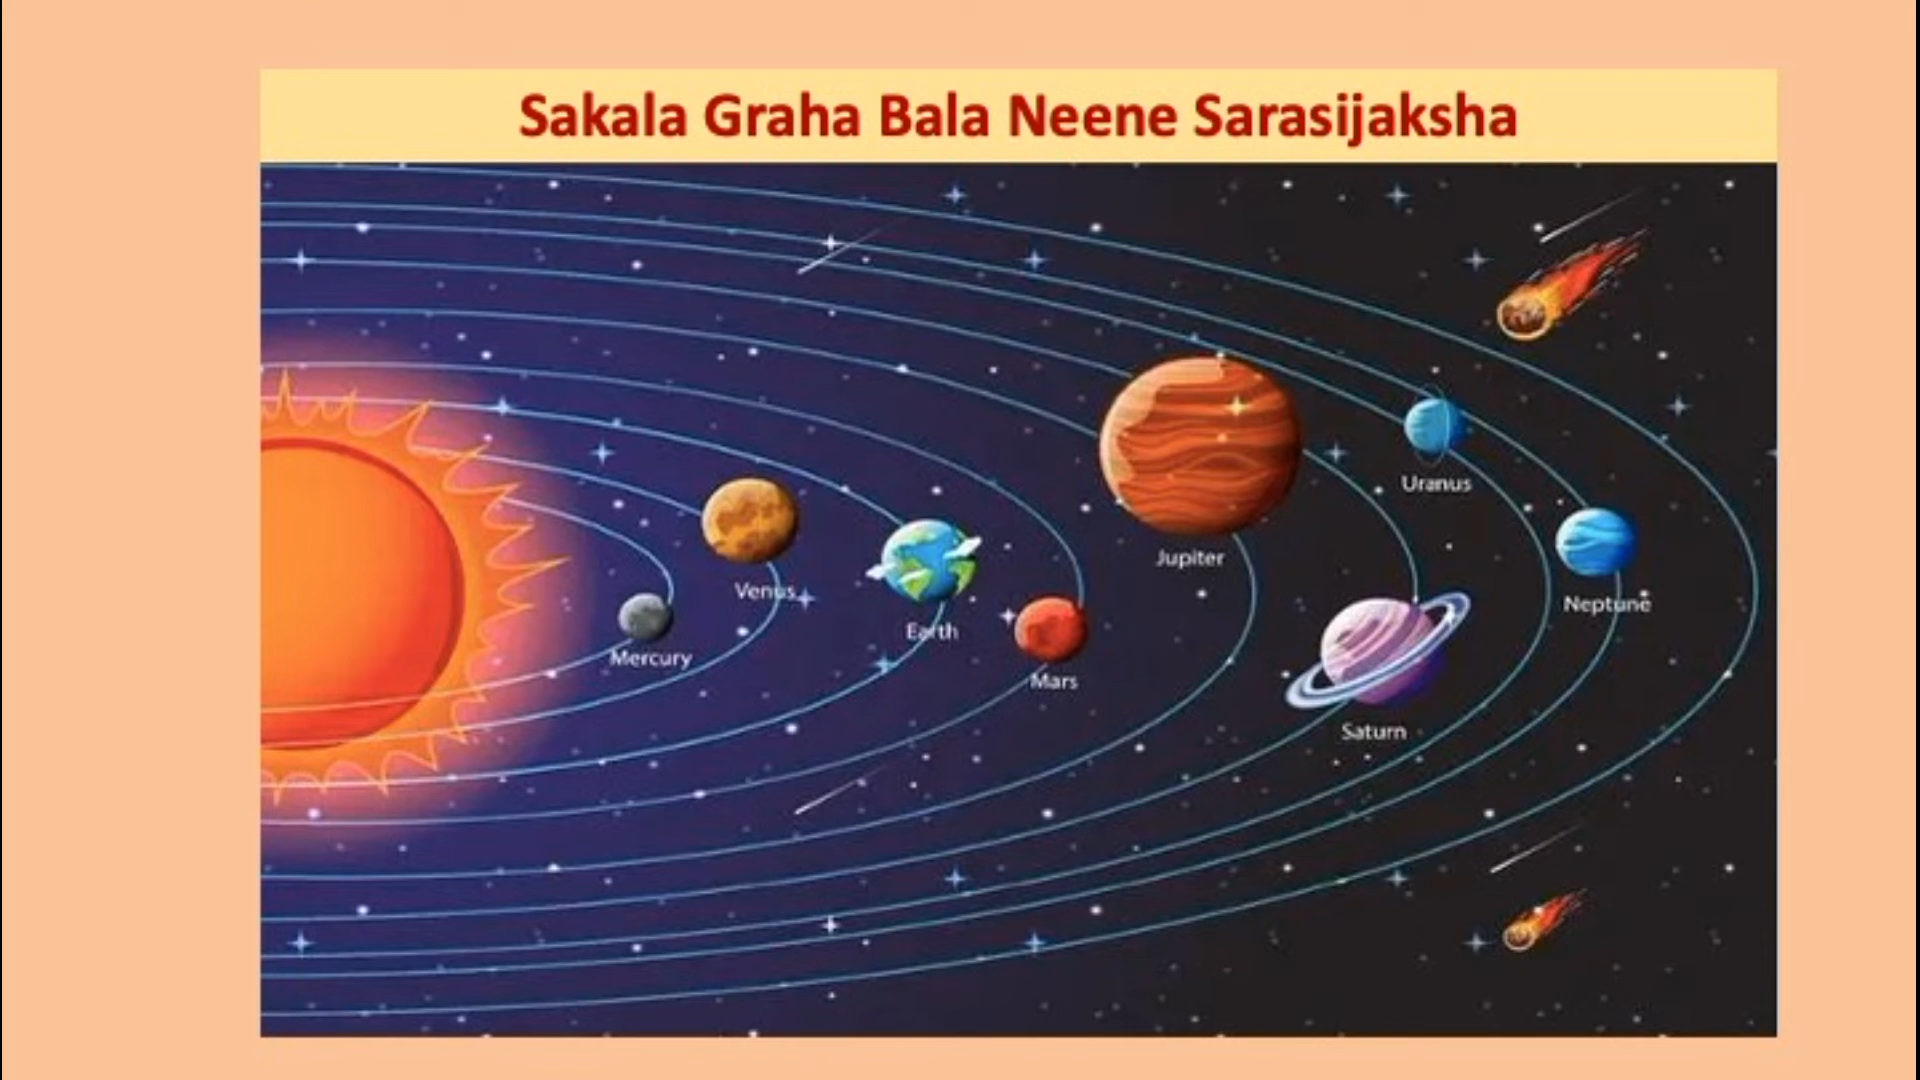 Sakala Graha Bala Neene Sarasijaksha
Mercury
Venus
Earth
Mars
Jupiter
Saturn
Uranus
Neptune